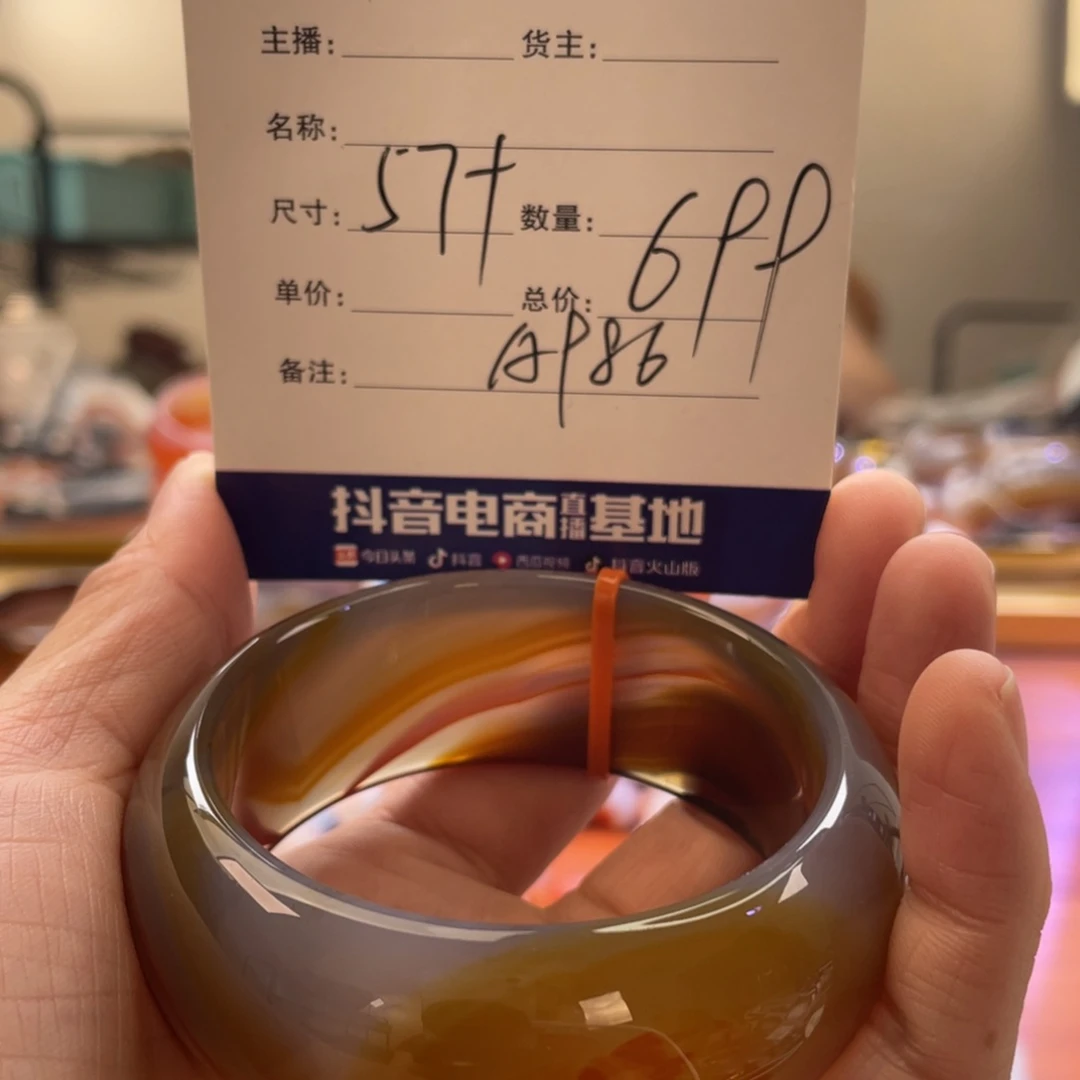 主播: 货主:
名称:
尺寸: 57+ 数量:
单价: 总价: 699
备注: AP86
抖音电商直播基地
今日头条 抖音 西瓜视频 抖音火山版